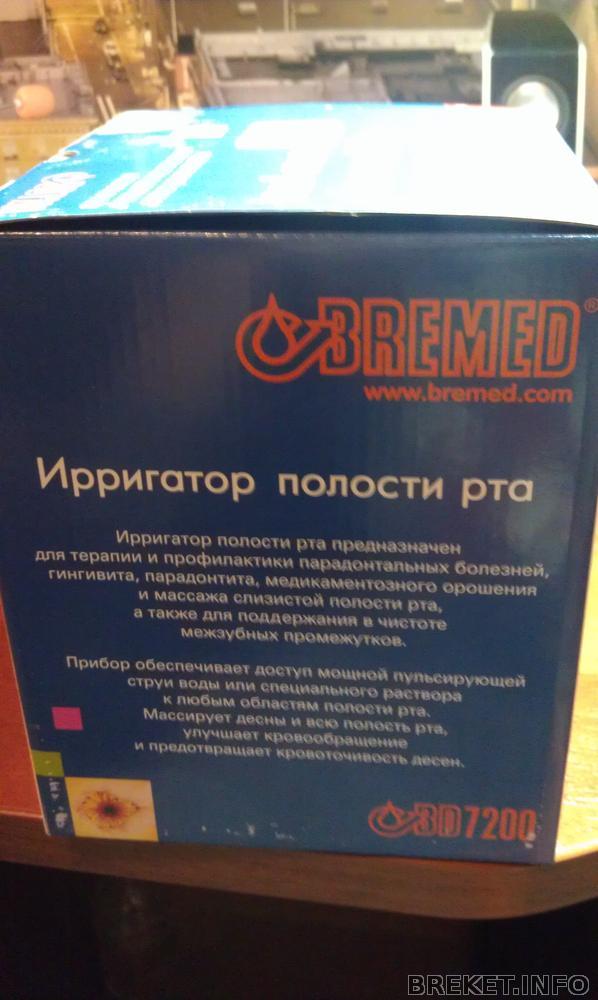 BREMED®
www.bremed.com
Ирригатор полости рта
Ирригатор полости рта предназначен
для терапии и профилактики парадонтальных болезней,
гингивита, парадонтита, медикаментозного орошения
и массажа слизистой полости рта,
а также для поддержания в чистоте
межзубных промежутков.
Прибор обеспечивает доступ мощной пульсирующей
струи воды или специального раствора
к любым областям полости рта.
Массирует десны и всю полость рта,
улучшает кровообращение
и предотвращает кровоточивость десен.
BD7200
BREKET.INFO